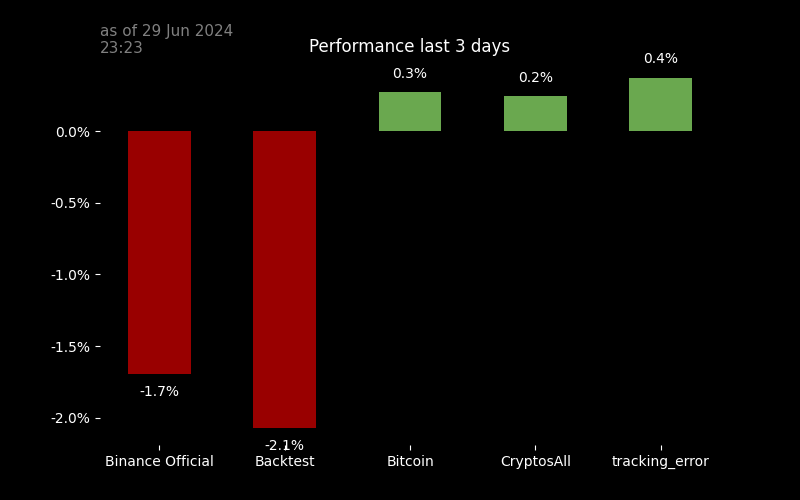 as of 29 Jun 2024
23:23
Performance last 3 days
0.3%
0.2%
0.4%
0.0%
-0.5%
-1.0%
-1.5%
-2.0%
-1.7%
-2.1%
Binance Official
Backtest
Bitcoin
CryptosAll
tracking_error